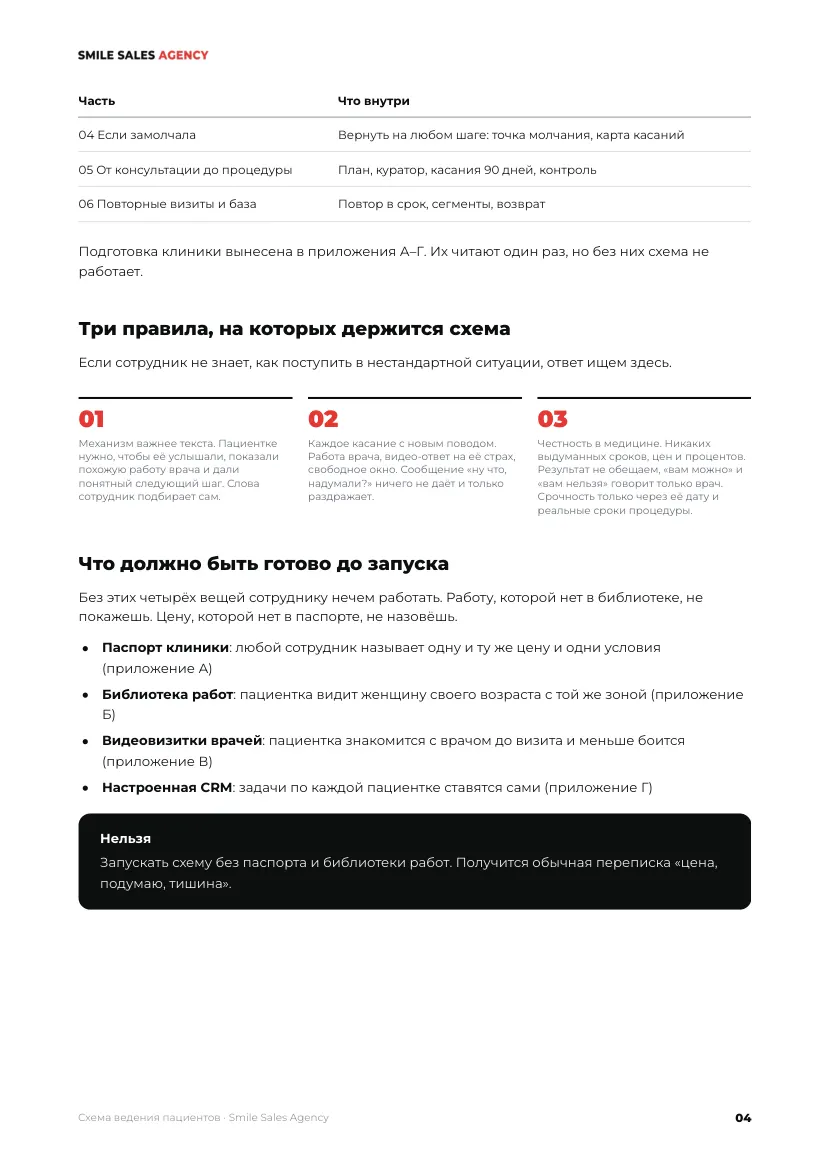 SMILE SALES AGENCY
Часть Что внутри
04 Если замолчала Вернуть на любом шаге: точка молчания, карта касаний
05 От консультации до процедуры План, куратор, касания 90 дней, контроль
06 Повторные визиты и база Повтор в срок, сегменты, возврат
Подготовка клиники вынесена в приложения А–Г. Их читают один раз, но без них схема не
работает.
Три правила, на которых держится схема
Если сотрудник не знает, как поступить в нестандартной ситуации, ответ ищем здесь.
01
Механизм важнее текста. Пациентке
нужно, чтобы её услышали, показали
похожую работу врача и дали
понятный следующий шаг. Слова
сотрудник подбирает сам.
02
Каждое касание с новым поводом.
Работа врача, видео-ответ на её страх,
свободное окно. Сообщение «ну что,
надумали?» ничего не даёт и только
раздражает.
03
Честность в медицине. Никаких
выдуманных сроков, цен и процентов.
Результат не обещаем, «вам можно» и
«вам нельзя» говорит только врач.
Срочность только через её дату и
реальные сроки процедуры.
Что должно быть готово до запуска
Без этих четырёх вещей сотруднику нечем работать. Работу, которой нет в библиотеке, не
покажешь. Цену, которой нет в паспорте, не назовёшь.
• Паспорт клиники: любой сотрудник называет одну и ту же цену и одни условия
(приложение А)
• Библиотека работ: пациентка видит женщину своего возраста с той же зоной (приложение
Б)
• Видеовизитки врачей: пациентка знакомится с врачом до визита и меньше боится
(приложение В)
• Настроенная CRM: задачи по каждой пациентке ставятся сами (приложение Г)
Нельзя
Запускать схему без паспорта и библиотеки работ. Получится обычная переписка «цена,
подумаю, тишина».
Схема ведения пациентов · Smile Sales Agency 04